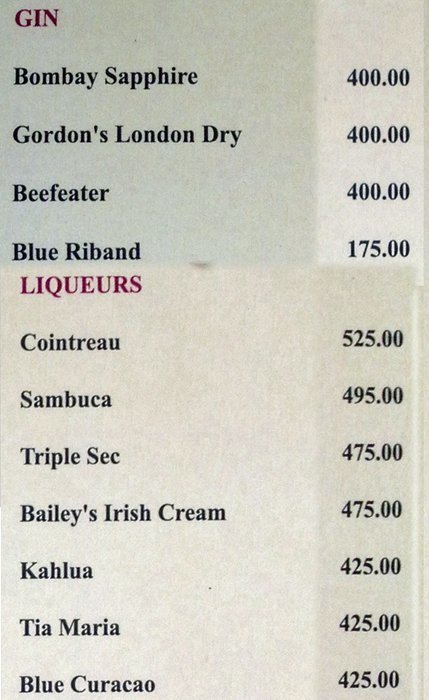 GIN
Bombay Sapphire 400.00
Gordon's London Dry 400.00
Beefeater 400.00
Blue Riband 175.00
LIQUEURS
Cointreau 525.00
Sambuca 495.00
Triple Sec 475.00
Bailey's Irish Cream 475.00
Kahlua 425.00
Tia Maria 425.00
Blue Curacao 425.00